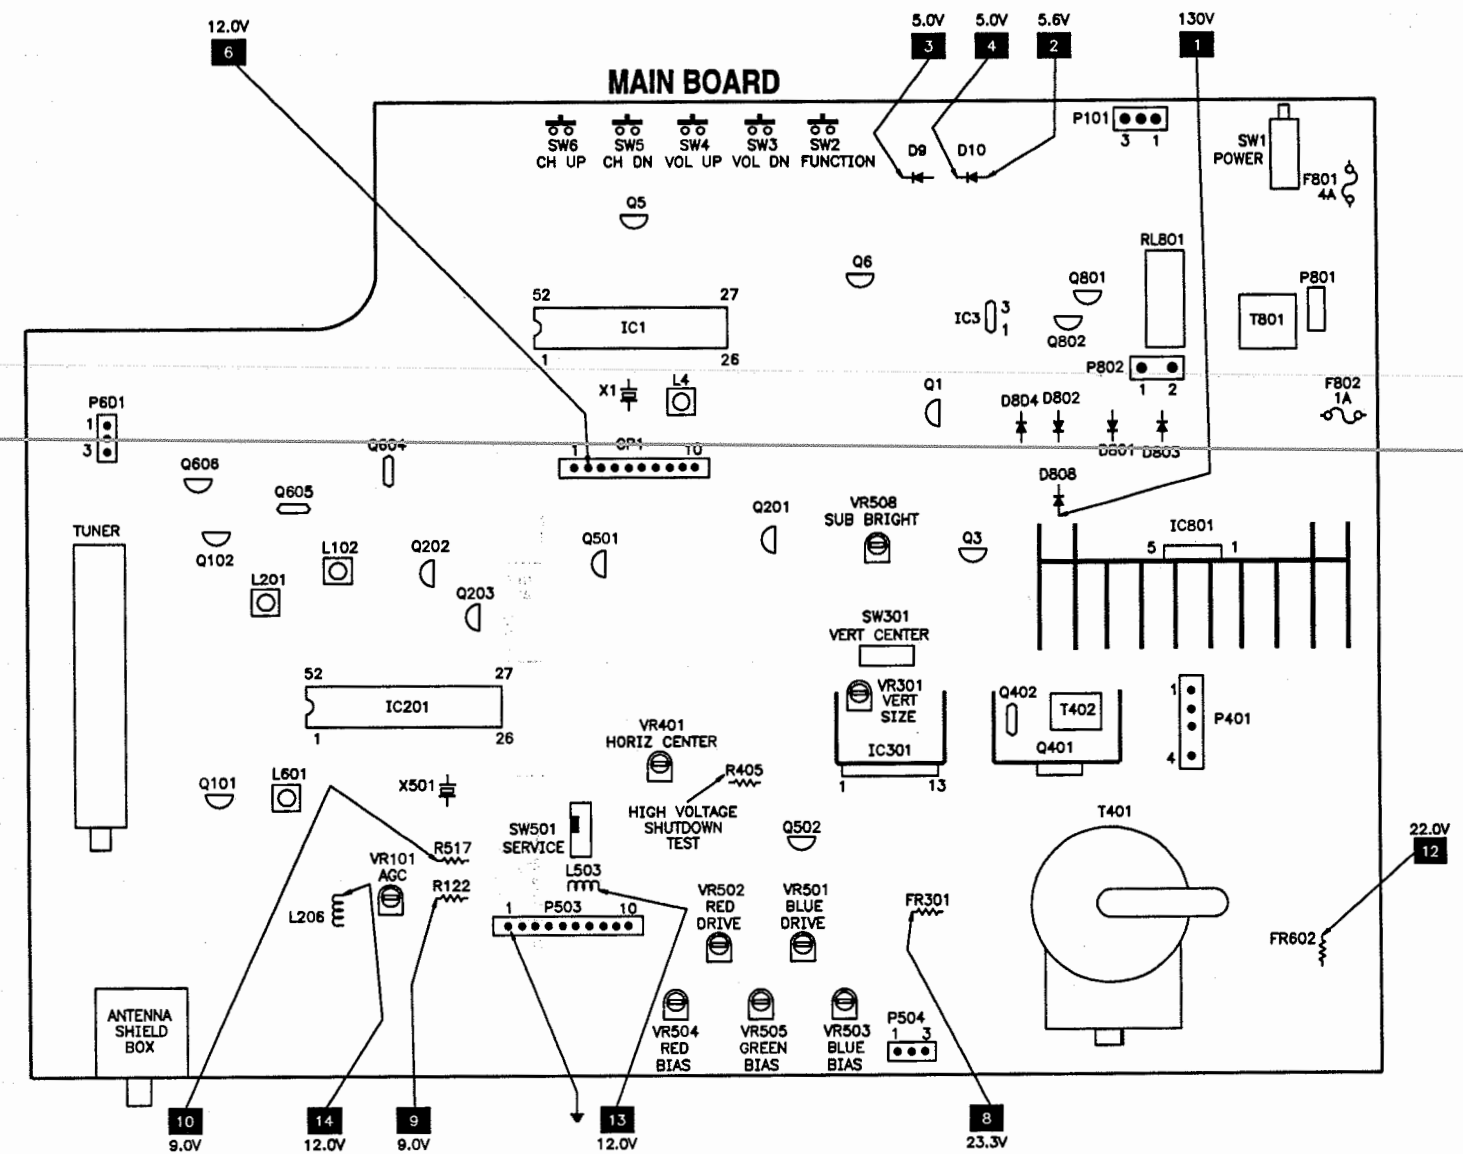 12.0V
6
5.0V
3
5.0V
4
5.6V
2
130V
1
MAIN BOARD
SW6
CH UP
SW5
CH DN
SW4
VOL UP
SW3
VOL DN
SW2
FUNCTION
D9
D10
P101
3 1
SW1
POWER
F801
4A
Q5
Q6
RL801
Q801
P801
52 27
IC1
1 26
IC3
3
1
Q802
T801
P802
1 2
X1
L4
Q1
D804
D802
D801
D803
F802
1A
P601
1
3
Q604
CP1
1 10
Q606
Q605
D808
TUNER
Q102
L102
Q202
Q501
Q201
VR508
SUB BRIGHT
Q3
IC801
5 1
L201
Q203
SW301
VERT CENTER
52 27
IC201
1 26
VR301
VERT
SIZE
IC301
1 13
Q402
T402
Q401
1
P401
4
VR401
HORIZ CENTER
R405
HIGH VOLTAGE
SHUTDOWN
TEST
Q101
L601
X501
SW501
SERVICE
Q502
T401
22.0V
12
R517
VR101
AGC
R122
L503
L206
1 P503 10
VR502
RED
DRIVE
VR501
BLUE
DRIVE
FR301
FR602
ANTENNA
SHIELD
BOX
VR504
RED
BIAS
VR505
GREEN
BIAS
VR503
BLUE
BIAS
P504
1 3
10
9.0V
14
12.0V
9
9.0V
13
12.0V
8
23.3V